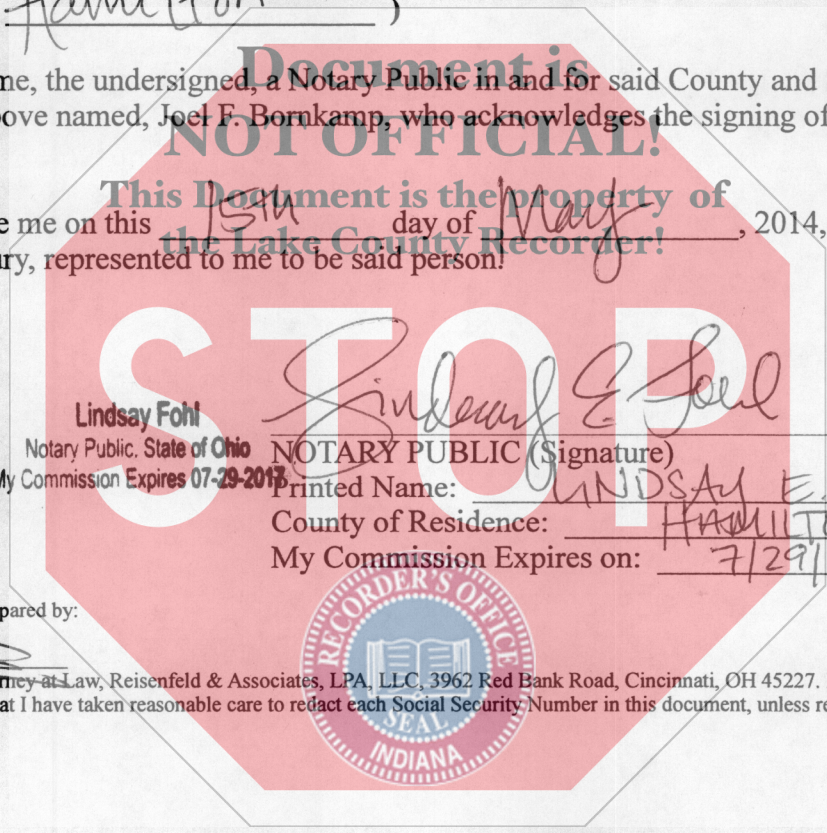 Hamilton )
Document is
me, the undersigned, a Notary Public in and for said County and
ove named, Joel F. Bornkamp, who acknowledges the signing of
NOT OFFICIAL!
This Document is the property of
e me on this 15th day of May, 2014,
the Lake County Recorder!
ury, represented to me to be said person.
STOP
Lindsay Fohl
Notary Public, State of Ohio
My Commission Expires 07-29-2017
Lindsay E Fohl
NOTARY PUBLIC (Signature)
Printed Name: LINDSAY E.
County of Residence: HAMILTO
My Commission Expires on: 7/29/
RECORDER'S OFFICE
SEAL
INDIANA
pared by:
rney at Law, Reisenfeld & Associates, LPA, LLC, 3962 Red Bank Road, Cincinnati, OH 45227.
at I have taken reasonable care to redact each Social Security Number in this document, unless re